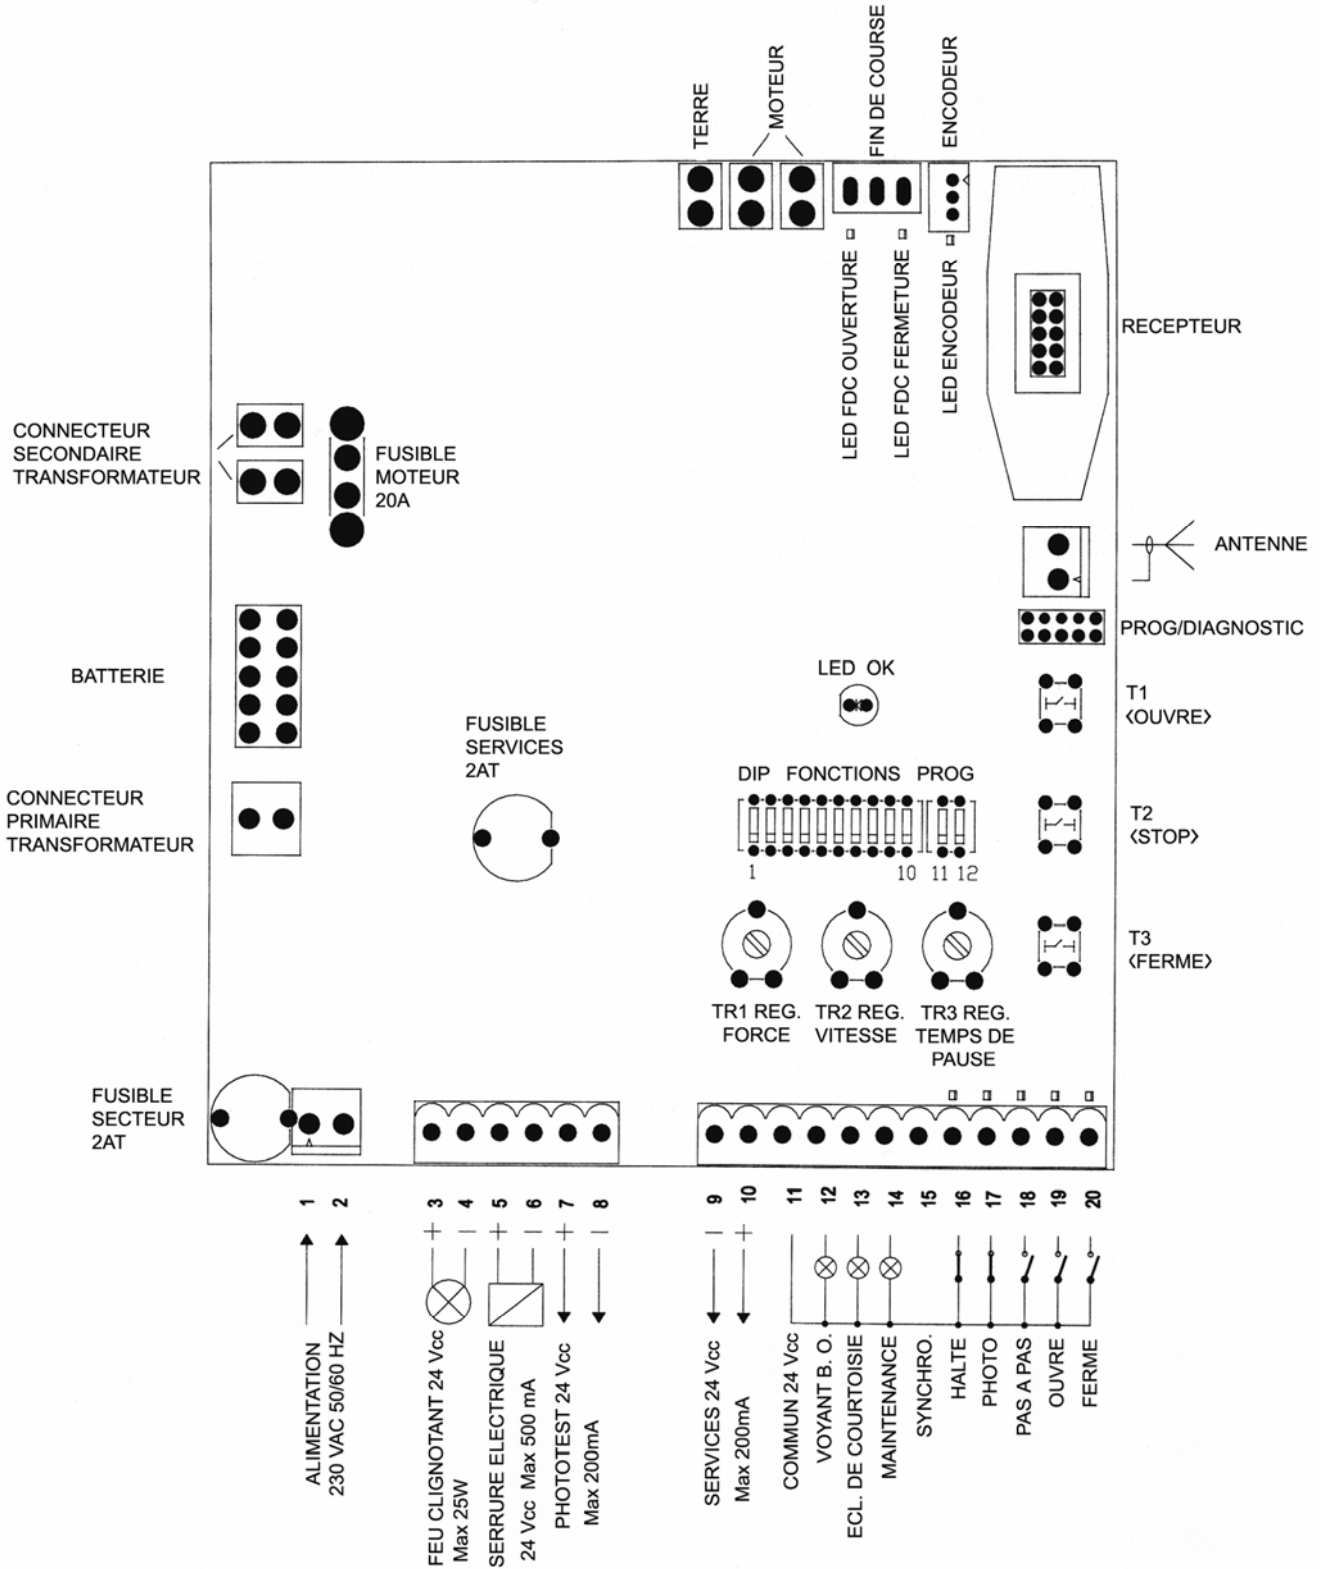 TERRE
MOTEUR
FIN DE COURSE
ENCODEUR
LED FDC OUVERTURE
LED FDC FERMETURE
LED ENCODEUR
RECEPTEUR
CONNECTEUR
SECONDAIRE
TRANSFORMATEUR
FUSIBLE
MOTEUR
20A
ANTENNE
PROG/DIAGNOSTIC
BATTERIE
LED OK
T1
<OUVRE>
FUSIBLE
SERVICES
2AT
DIP FONCTIONS PROG
1 10 11 12
CONNECTEUR
PRIMAIRE
TRANSFORMATEUR
T2
<STOP>
T3
<FERME>
TR1 REG.
FORCE
TR2 REG.
VITESSE
TR3 REG.
TEMPS DE
PAUSE
FUSIBLE
SECTEUR
2AT
1 2 3 4 5 6 7 8 9 10 11 12 13 14 15 16 17 18 19 20
+ - + - + - - +
ALIMENTATION
230 VAC 50/60 HZ
FEU CLIGNOTANT 24 Vcc
Max 25W
SERRURE ELECTRIQUE
24 Vcc Max 500 mA
PHOTOTEST 24 Vcc
Max 200mA
SERVICES 24 Vcc
Max 200mA
COMMUN 24 Vcc
VOYANT B. O.
ECL. DE COURTOISIE
MAINTENANCE
SYNCHRO.
HALTE
PHOTO
PAS A PAS
OUVRE
FERME